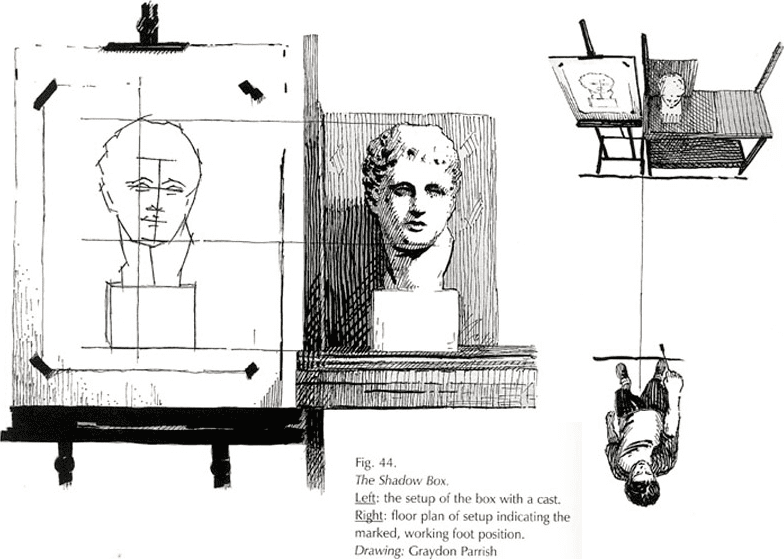 Fig. 44.
The Shadow Box.
Left: the setup of the box with a cast.
Right: floor plan of setup indicating the
marked, working foot position.
Drawing: Graydon Parrish